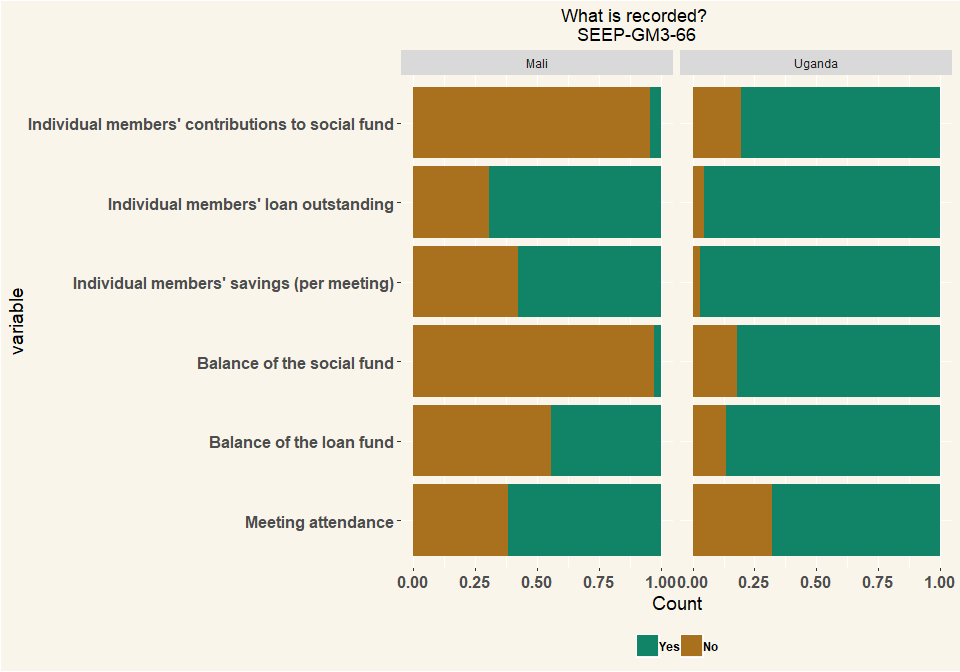 What is recorded?
SEEP-GM3-66
Mali
Uganda
Individual members' contributions to social fund
Individual members' loan outstanding
Individual members' savings (per meeting)
Balance of the social fund
Balance of the loan fund
Meeting attendance
variable
0.00 0.25 0.50 0.75 1.00 0.00 0.25 0.50 0.75 1.00
Count
Yes No